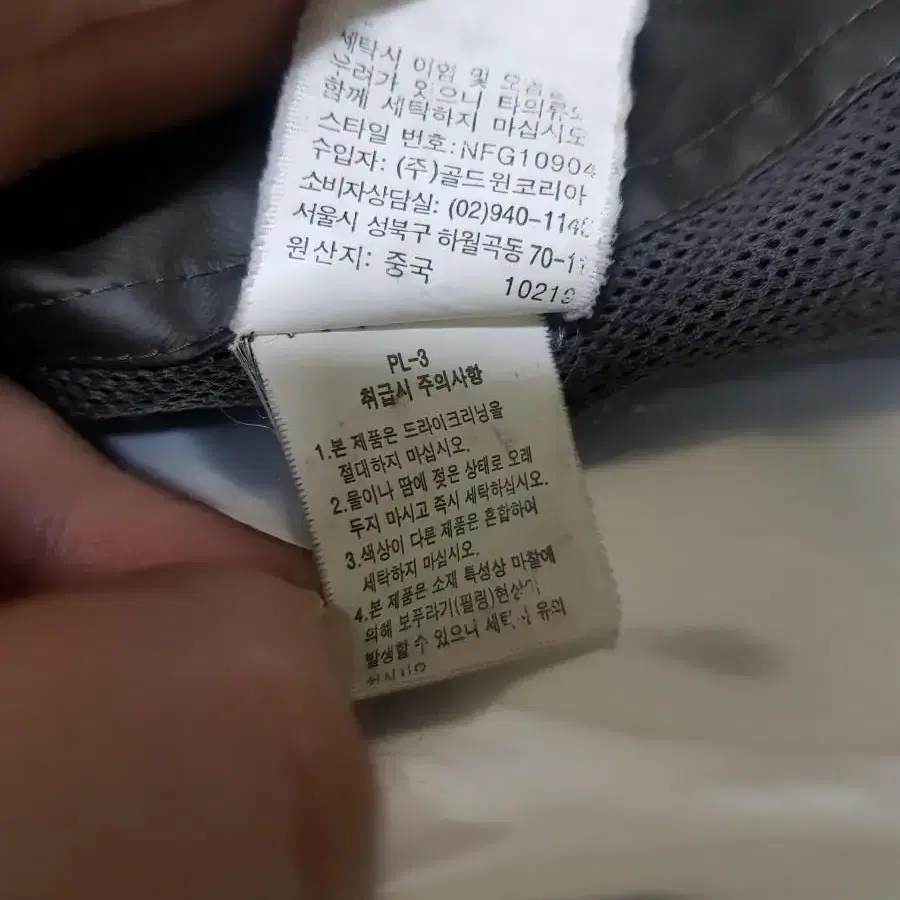 세탁시 이염 및
우려가 있으니 타의류와
함께 세탁하지 마십시오
스타일 번호: NFG10904
수입자: (주)골드윈코리아
소비자상담실: (02)940-114
서울시 성북구 하월곡동 70-1
원산지: 중국 10219
PL-3
취급시 주의사항
1.본 제품은 드라이크리닝을
절대하지 마십시오.
2.물이나 땀에 젖은 상태로 오래
두지 마시고 즉시 세탁하십시오.
3.색상이 다른 제품은 혼합하여
세탁하지 마십시오.
4.본 제품은 소재 특성상 마찰에
의해 보푸라기(필링)현상이
발생할 수 있으니 세탁시 유의